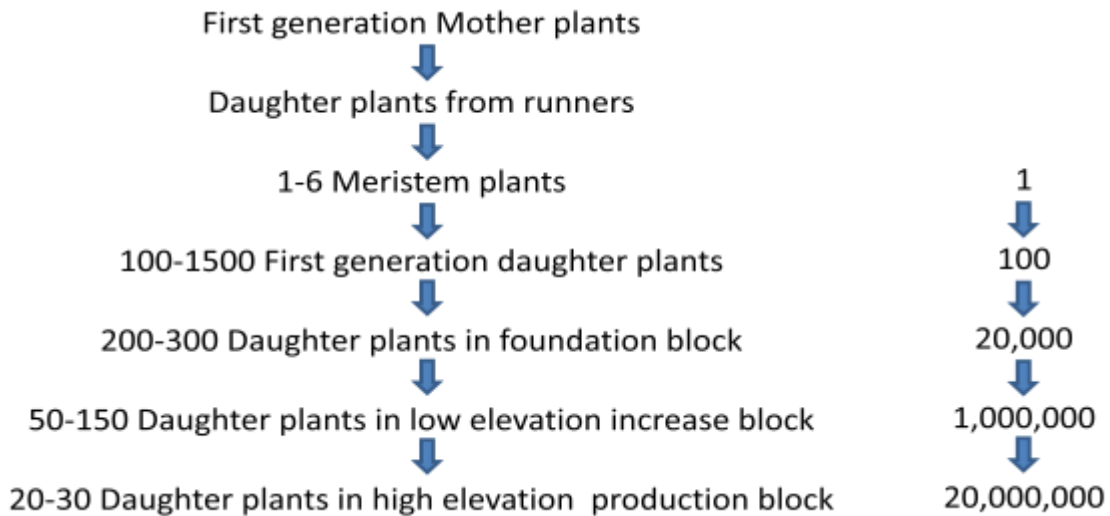 First generation Mother plants
Daughter plants from runners
1-6 Meristem plants 1
100-1500 First generation daughter plants 100
200-300 Daughter plants in foundation block 20,000
50-150 Daughter plants in low elevation increase block 1,000,000
20-30 Daughter plants in high elevation production block 20,000,000